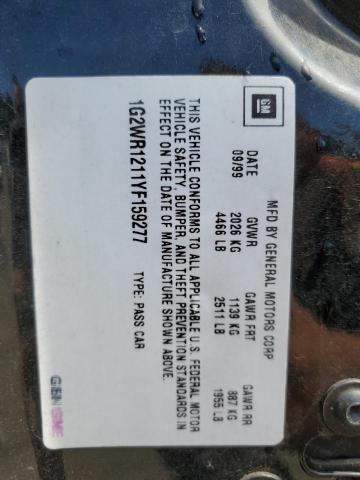 GM
MFD BY GENERAL MOTORS CORP
DATE GVWR GAWR FRT GAWR RR
09/99 2026 KG 1139 KG 887 KG
4466 LB 2511 LB 1955 LB
THIS VEHICLE CONFORMS TO ALL APPLICABLE U.S. FEDERAL MOTOR
VEHICLE SAFETY, BUMPER, AND THEFT PREVENTION STANDARDS IN
EFFECT ON THE DATE OF MANUFACTURE SHOWN ABOVE.
1G2WR1211YF159277 TYPE: PASS CAR